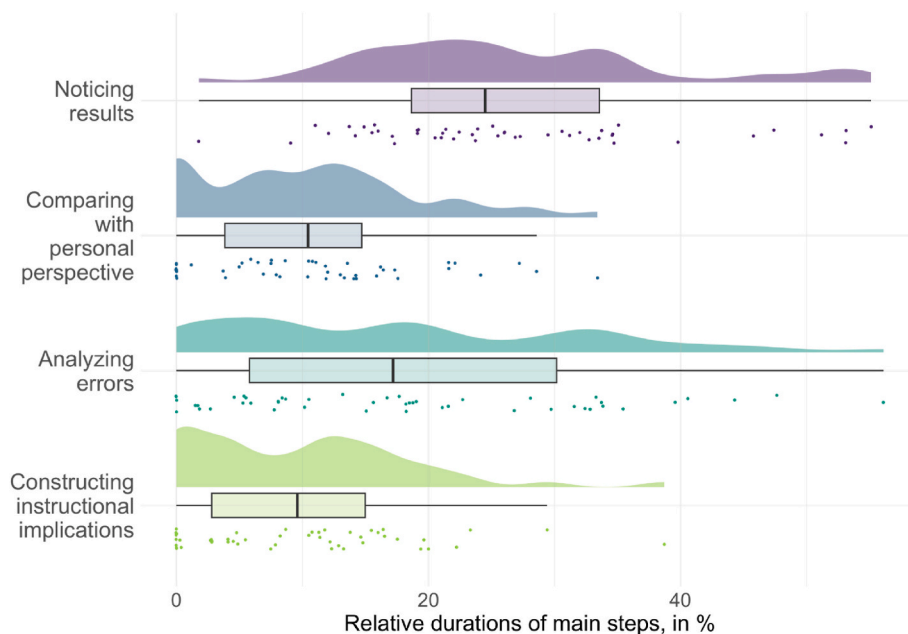 Noticing
results
Comparing
with
personal
perspective
Analyzing
errors
Constructing
instructional
implications
0 20 40
Relative durations of main steps, in %